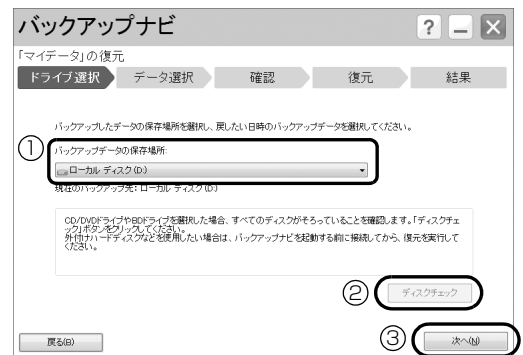 バックアップナビ
? － ×
「マイデータ」の復元
ドライブ選択 データ選択 確認 復元 結果
バックアップしたデータの保存場所を選択し、戻したい日時のバックアップデータを選択してください。
①
バックアップデータの保存場所:
ローカル ディスク (D:)
現在のバックアップ先: ローカル ディスク (D:)
CD/DVDドライブやBDドライブを選択した場合、すべてのディスクがそろっていることを確認します。「ディスクチェ
ック」ボタンをクリックしてください。
外付けハードディスクなどを使用したい場合は、バックアップナビを起動する前に接続してから、復元を実行して
ください。
② ディスクチェック
戻る(B)
③ 次へ(N)